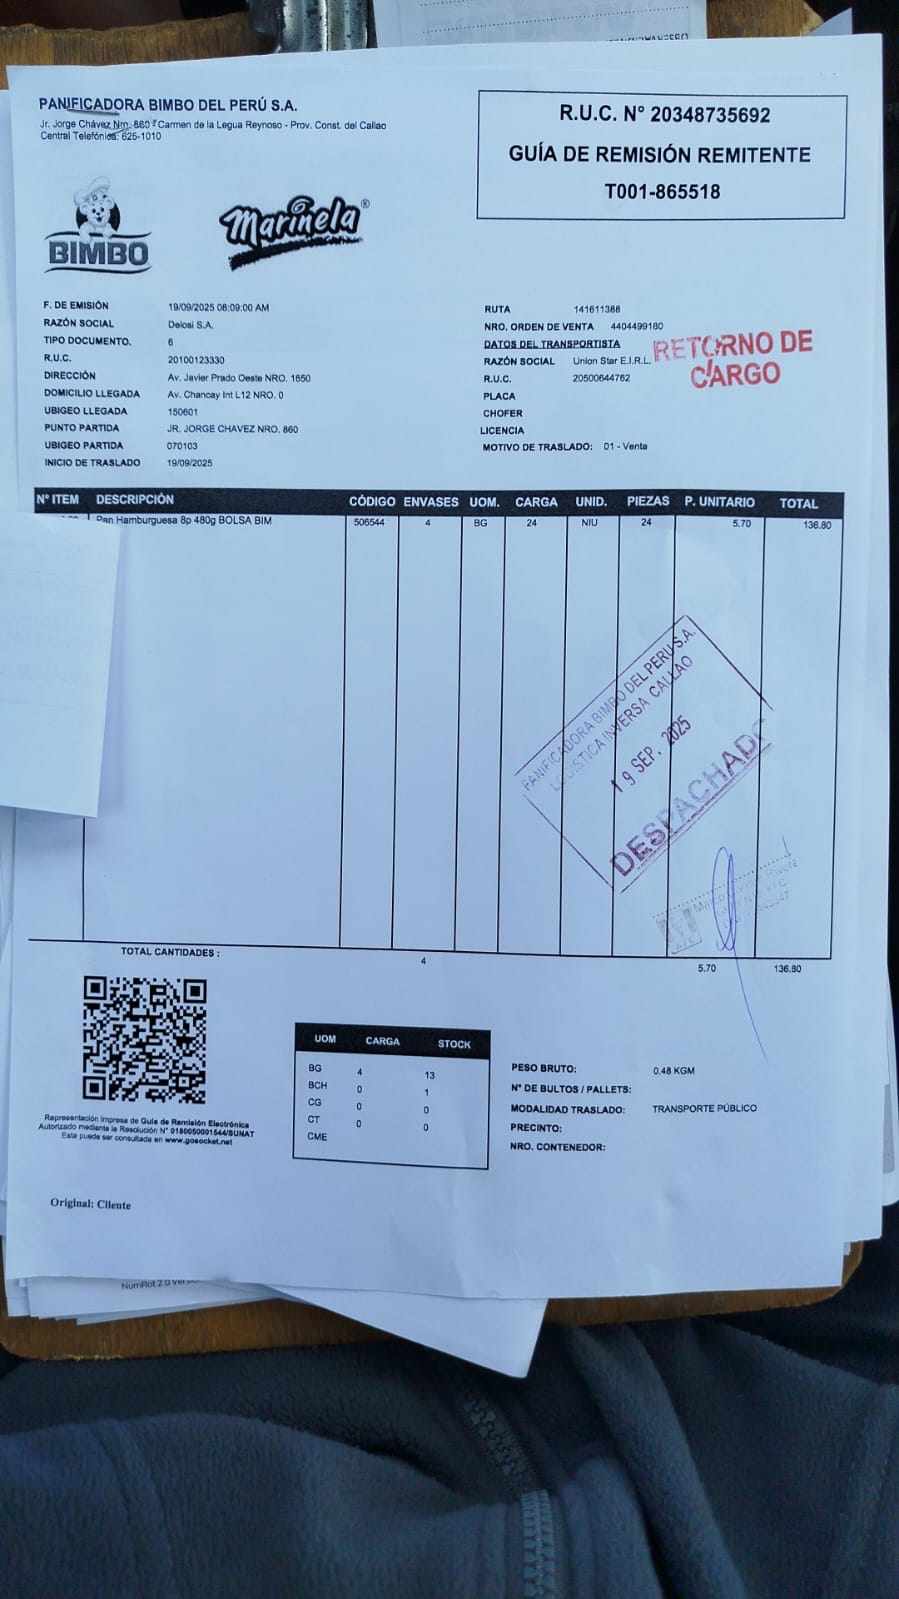 PANIFICADORA BIMBO DEL PERÚ S.A.
Jr. Jorge Chávez Nro. 860 - Carmen de la Legua Reynoso - Prov. Const. del Callao
Central Telefónica: 625-1010
R.U.C. N° 20348735692
GUÍA DE REMISIÓN REMITENTE
T001-865518
BIMBO
Marinela®
F. DE EMISIÓN 19/09/2025 08:09:00 AM
RAZÓN SOCIAL Delosi S.A.
TIPO DOCUMENTO. 6
R.U.C. 20100123330
DIRECCIÓN Av. Javier Prado Oeste NRO. 1650
DOMICILIO LLEGADA Av. Chancay Int L12 NRO. 0
UBIGEO LLEGADA 150601
PUNTO PARTIDA JR. JORGE CHAVEZ NRO. 860
UBIGEO PARTIDA 070103
INICIO DE TRASLADO 19/09/2025
RUTA 141611388
NRO. ORDEN DE VENTA 4404499180
DATOS DEL TRANSPORTISTA
RAZÓN SOCIAL Union Star E.I.R.L.
R.U.C. 20500644762
PLACA
CHOFER
LICENCIA
MOTIVO DE TRASLADO: 01 - Venta
RETORNO DE
CARGO
N° ITEM DESCRIPCIÓN CÓDIGO ENVASES UOM. CARGA UNID. PIEZAS P. UNITARIO TOTAL
Pan Hamburguesa 8p 480g BOLSA BIM 506544 4 BG 24 NIU 24 5.70 136.80
PANIFICADORA BIMBO DEL PERU S.A.
LOGISTICA INVERSA CALLAO
19 SEP. 2025
DESPACHADO
TOTAL CANTIDADES : 4 5.70 136.80
UOM CARGA STOCK
BG 4 13
BCH 0 1
CG 0 0
CT 0 0
CME
PESO BRUTO: 0.48 KGM
N° DE BULTOS / PALLETS:
MODALIDAD TRASLADO: TRANSPORTE PÚBLICO
PRECINTO:
NRO. CONTENEDOR:
Representación Impresa de Guía de Remisión Electrónica
Autorizado mediante la Resolución N° 0180050001544/SUNAT
Esta puede ser consultada en www.gosocket.net
Original: Cliente
NumRot 2.0